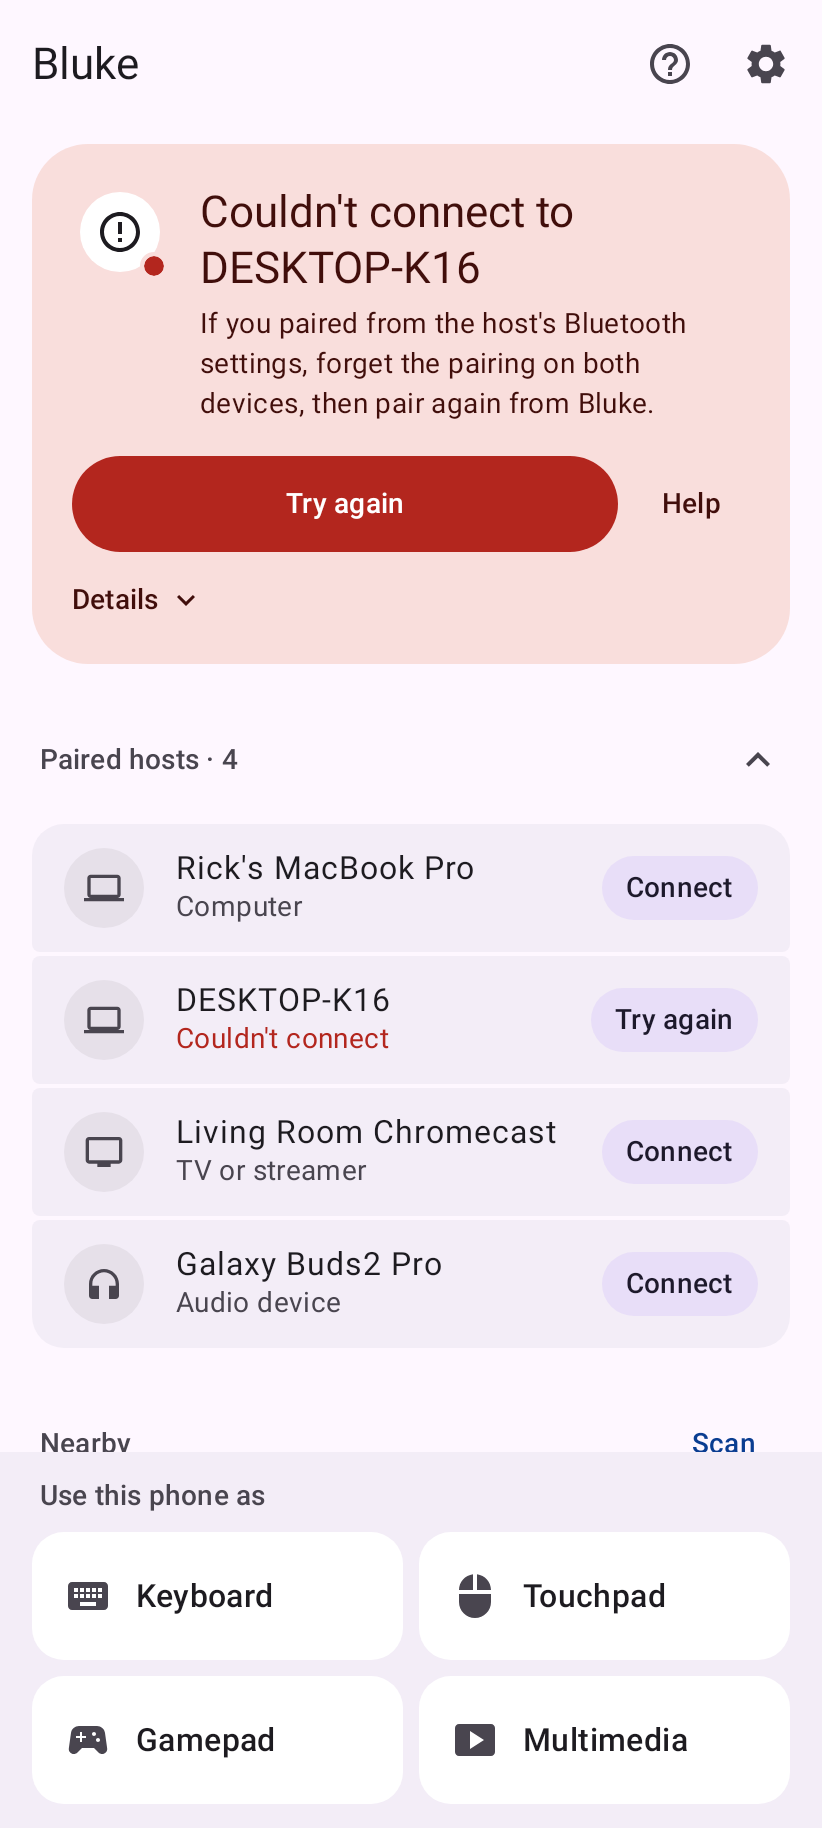 Bluke
Couldn't connect to
DESKTOP-K16
If you paired from the host's Bluetooth
settings, forget the pairing on both
devices, then pair again from Bluke.
Try again
Help
Details
Paired hosts · 4
Rick's MacBook Pro
Computer
Connect
DESKTOP-K16
Couldn't connect
Try again
Living Room Chromecast
TV or streamer
Connect
Galaxy Buds2 Pro
Audio device
Connect
Nearby
Scan
Use this phone as
Keyboard
Touchpad
Gamepad
Multimedia